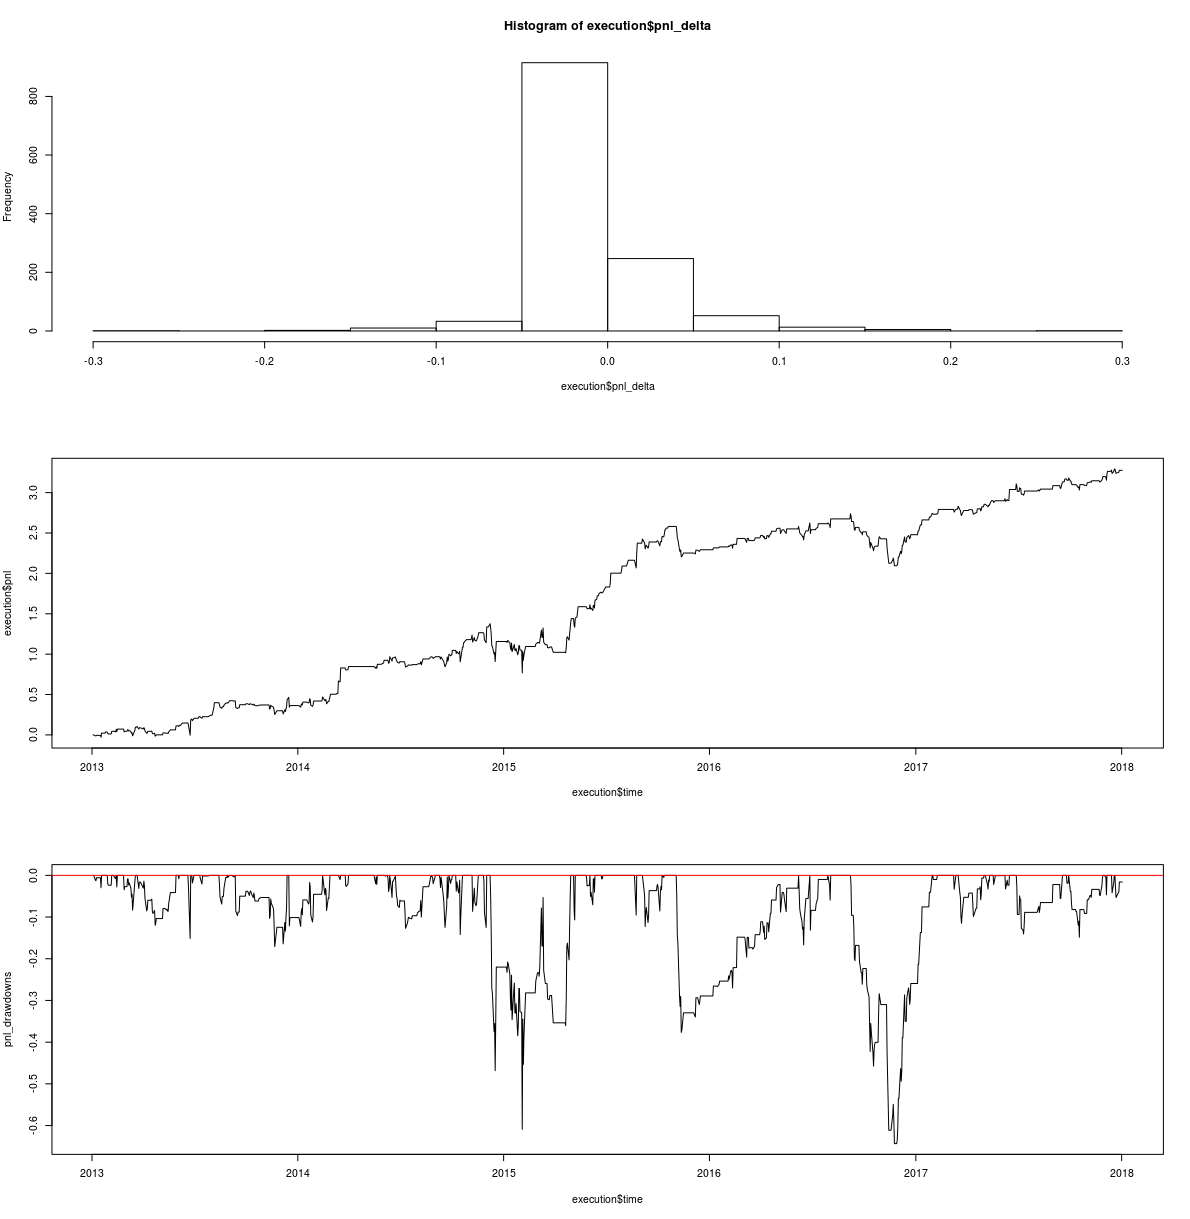 Histogram of execution$pnl_delta
Frequency
800
600
400
200
0
-0.3 -0.2 -0.1 0.0 0.1 0.2 0.3
execution$pnl_delta
execution$pnl
3.0
2.5
2.0
1.5
1.0
0.5
0.0
2013 2014 2015 2016 2017 2018
execution$time
pnl_drawdowns
0.0
-0.1
-0.2
-0.3
-0.4
-0.5
-0.6
2013 2014 2015 2016 2017 2018
execution$time